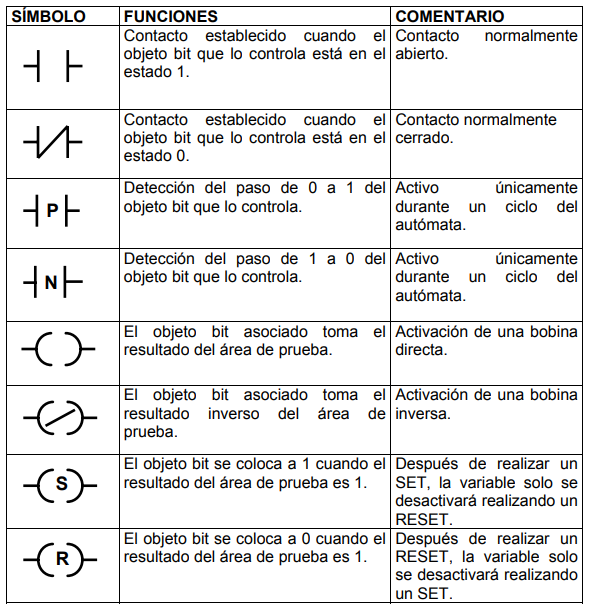 SÍMBOLO FUNCIONES COMENTARIO
Contacto establecido cuando el
objeto bit que lo controla está en el
estado 1.
Contacto normalmente
abierto.
Contacto establecido cuando el
objeto bit que lo controla está en el
estado 0.
Contacto normalmente
cerrado.
P
Detección del paso de 0 a 1 del
objeto bit que lo controla.
Activo únicamente
durante un ciclo del
autómata.
N
Detección del paso de 1 a 0 del
objeto bit que lo controla.
Activo únicamente
durante un ciclo del
autómata.
El objeto bit asociado toma el
resultado del área de prueba.
Activación de una bobina
directa.
El objeto bit asociado toma el
resultado inverso del área de
prueba.
Activación de una bobina
inversa.
S
El objeto bit se coloca a 1 cuando el
resultado del área de prueba es 1.
Después de realizar un
SET, la variable solo se
desactivará realizando un
RESET.
R
El objeto bit se coloca a 0 cuando el
resultado del área de prueba es 1.
Después de realizar un
RESET, la variable solo
se desactivará realizando
un SET.